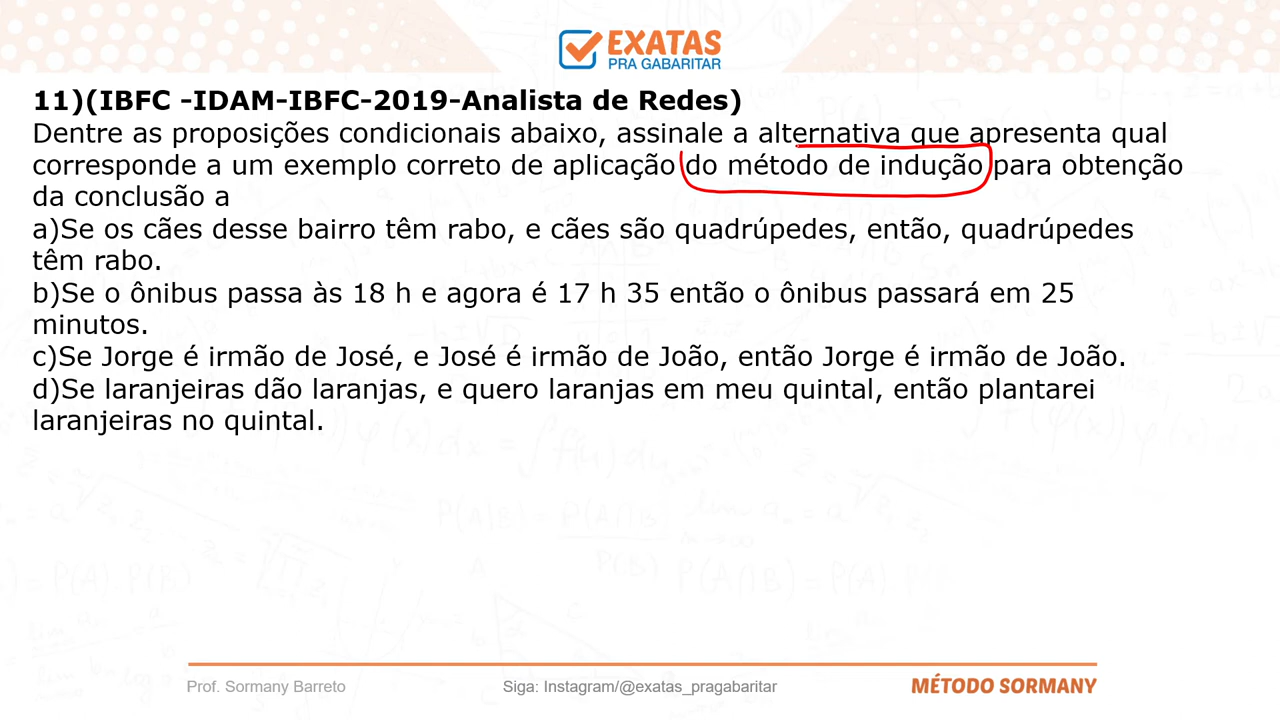 EXATAS
PRA GABARITAR
11)(IBFC -IDAM-IBFC-2019-Analista de Redes)
Dentre as proposições condicionais abaixo, assinale a alternativa que apresenta qual
corresponde a um exemplo correto de aplicação do método de indução para obtenção
da conclusão a
a)Se os cães desse bairro têm rabo, e cães são quadrúpedes, então, quadrúpedes
têm rabo.
b)Se o ônibus passa às 18 h e agora é 17 h 35 então o ônibus passará em 25
minutos.
c)Se Jorge é irmão de José, e José é irmão de João, então Jorge é irmão de João.
d)Se laranjeiras dão laranjas, e quero laranjas em meu quintal, então plantarei
laranjeiras no quintal.
Prof. Sormany Barreto
Siga: Instagram/@exatas_pragabaritar
MÉTODO SORMANY